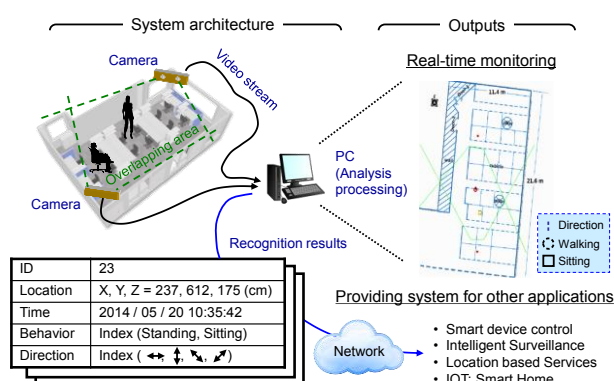 System architecture
Outputs
Camera
Video stream
Real-time monitoring
Overlapping area
Camera
PC
(Analysis
processing)
11,4 m
21,6 m
Direction
Walking
Sitting
Recognition results
ID 23
Location X, Y, Z = 237, 612, 175 (cm)
Time 2014 / 05 / 20 10:35:42
Behavior Index (Standing, Sitting)
Direction Index ( ↔, ↕, ⤡, ⤢)
Providing system for other applications
Network
• Smart device control
• Intelligent Surveillance
• Location based Services
• IOT: Smart Home